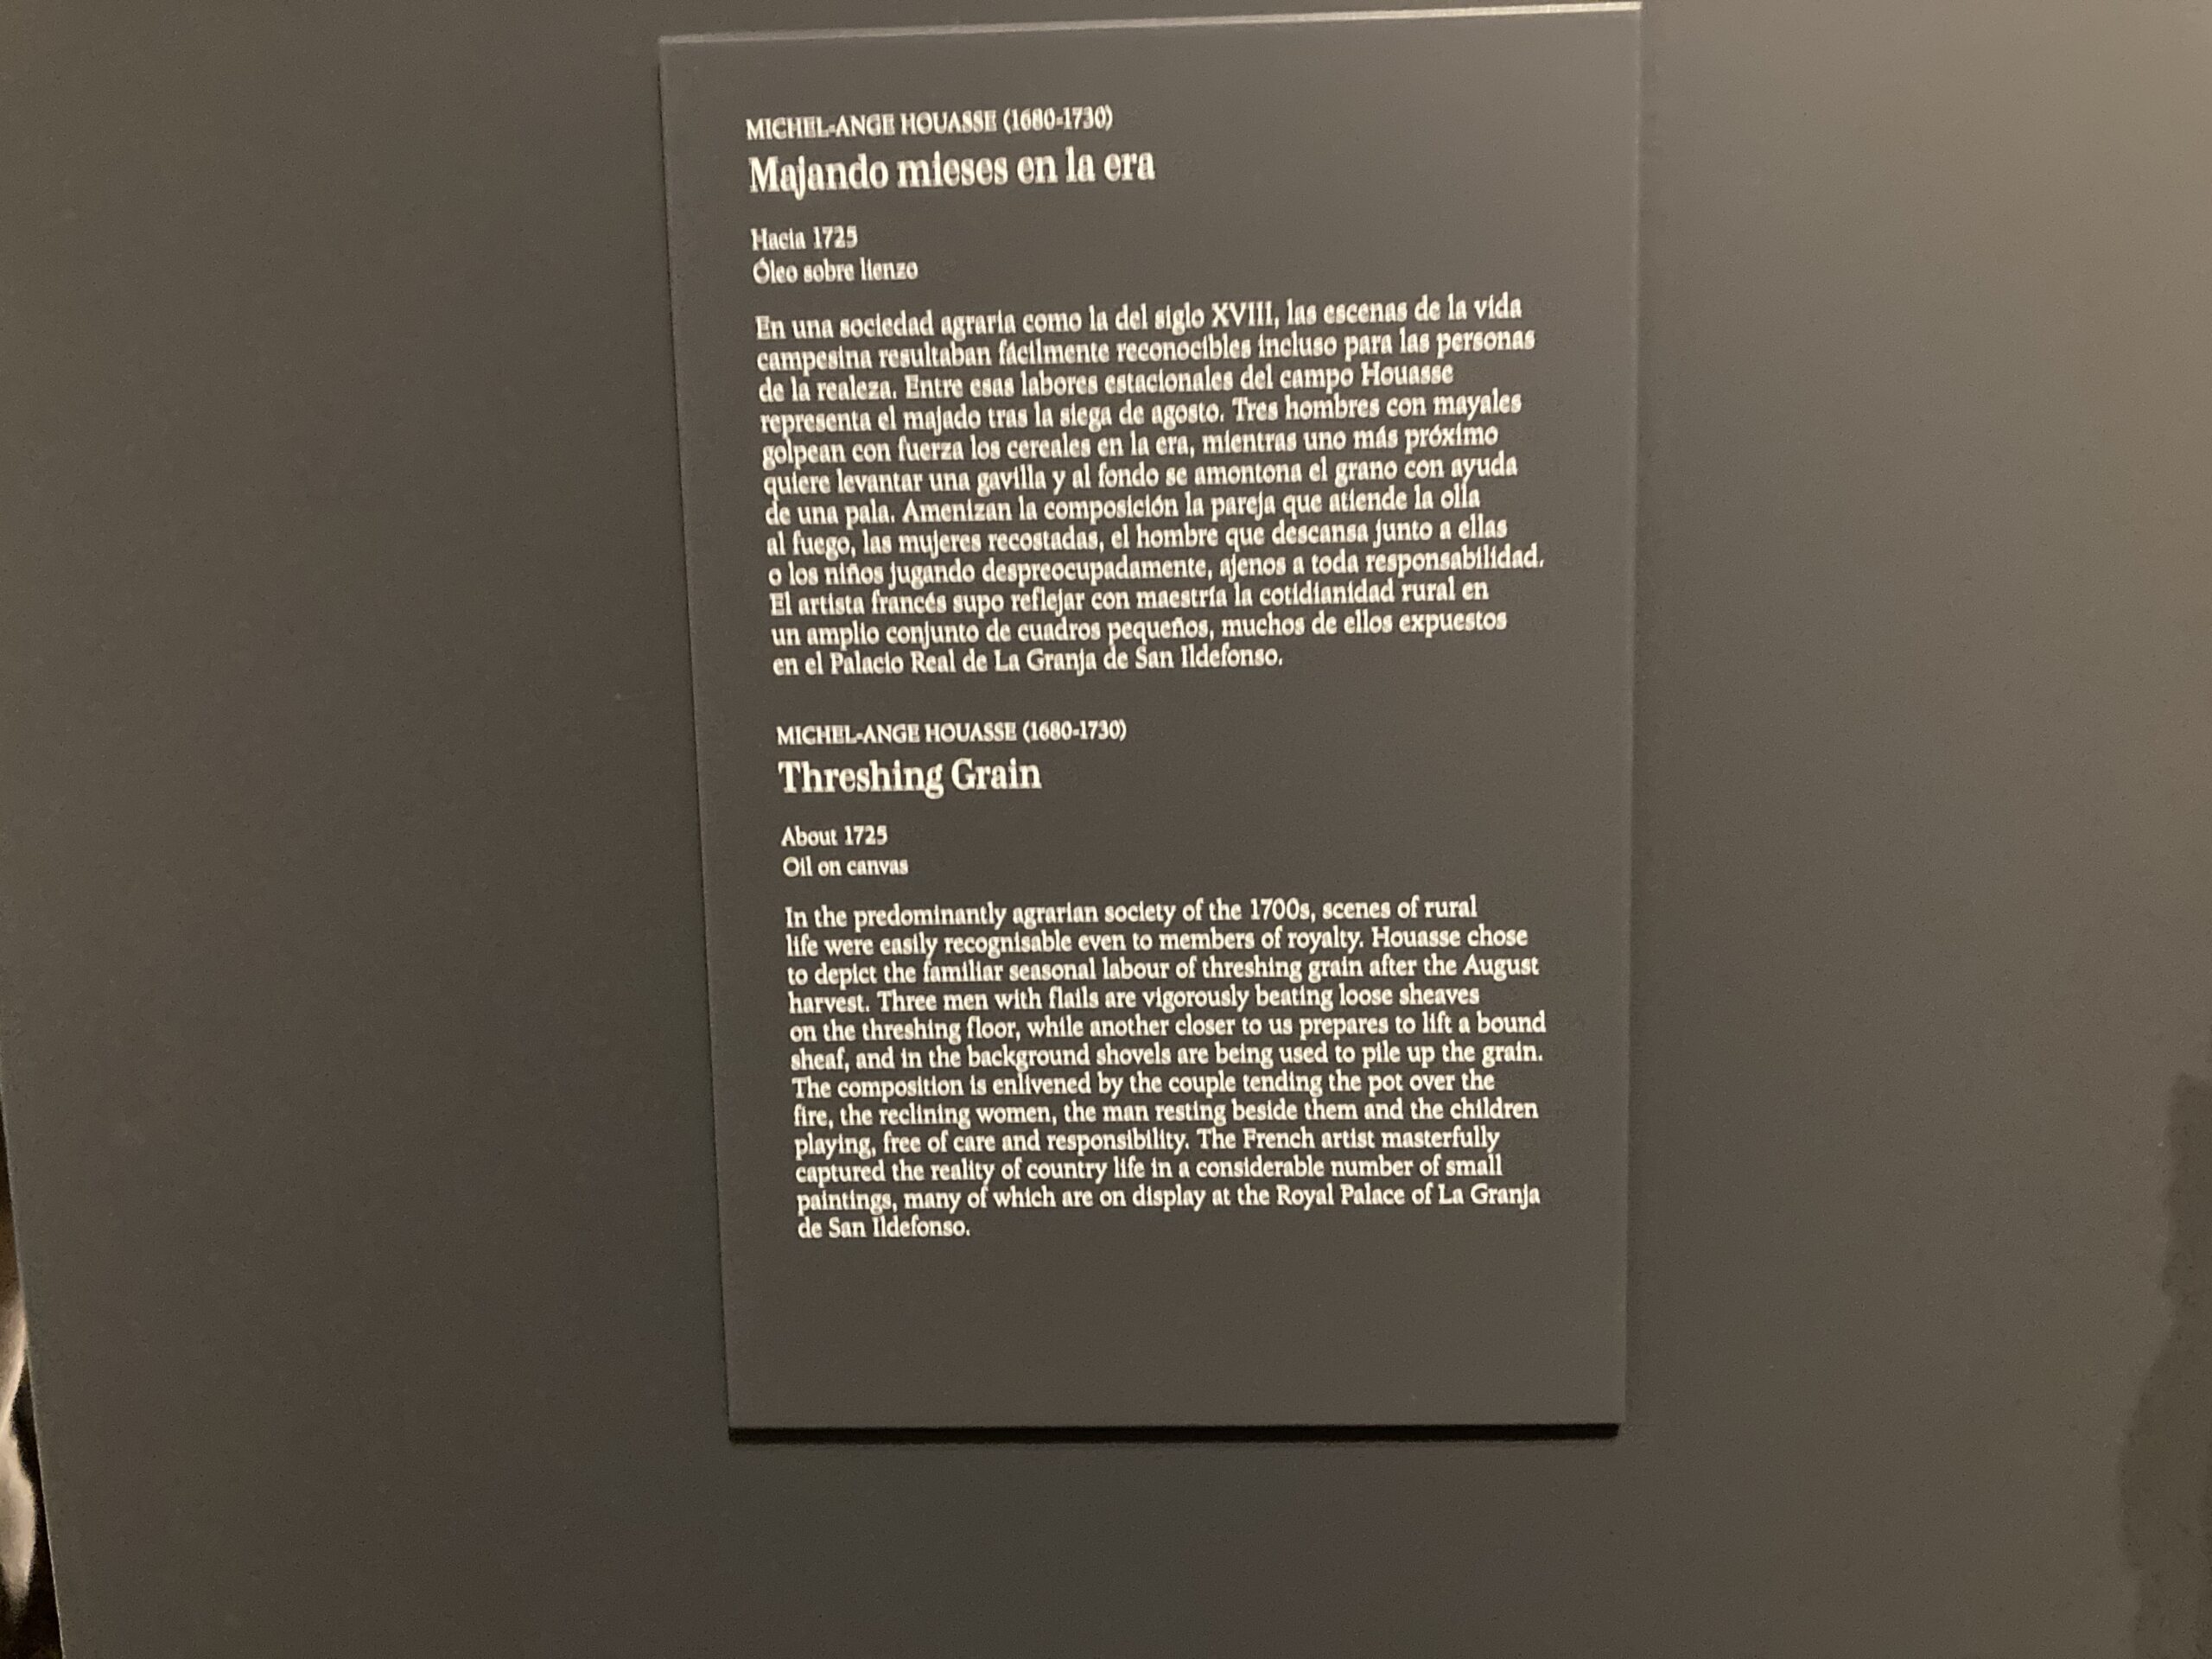 MICHEL-ANGE HOUASSE (1680-1730)
Majando mieses en la era
Hacia 1725
Óleo sobre lienzo
En una sociedad agraria como la del siglo XVIII, las escenas de la vida
campesina resultaban fácilmente reconocibles incluso para las personas
de la realeza. Entre esas labores estacionales del campo Houasse
representa el majado tras la siega de agosto. Tres hombres con mayales
golpean con fuerza los cereales en la era, mientras uno más próximo
quiere levantar una gavilla y al fondo se amontona el grano con ayuda
de una pala. Amenizan la composición la pareja que atiende la olla
al fuego, las mujeres recostadas, el hombre que descansa junto a ellas
o los niños jugando despreocupadamente, ajenos a toda responsabilidad.
El artista francés supo reflejar con maestría la cotidianidad rural en
un amplio conjunto de cuadros pequeños, muchos de ellos expuestos
en el Palacio Real de La Granja de San Ildefonso.
MICHEL-ANGE HOUASSE (1680-1730)
Threshing Grain
About 1725
Oil on canvas
In the predominantly agrarian society of the 1700s, scenes of rural
life were easily recognisable even to members of royalty. Houasse chose
to depict the familiar seasonal labour of threshing grain after the August
harvest. Three men with flails are vigorously beating loose sheaves
on the threshing floor, while another closer to us prepares to lift a bound
sheaf, and in the background shovels are being used to pile up the grain.
The composition is enlivened by the couple tending the pot over the
fire, the reclining women, the man resting beside them and the children
playing, free of care and responsibility. The French artist masterfully
captured the reality of country life in a considerable number of small
paintings, many of which are on display at the Royal Palace of La Granja
de San Ildefonso.